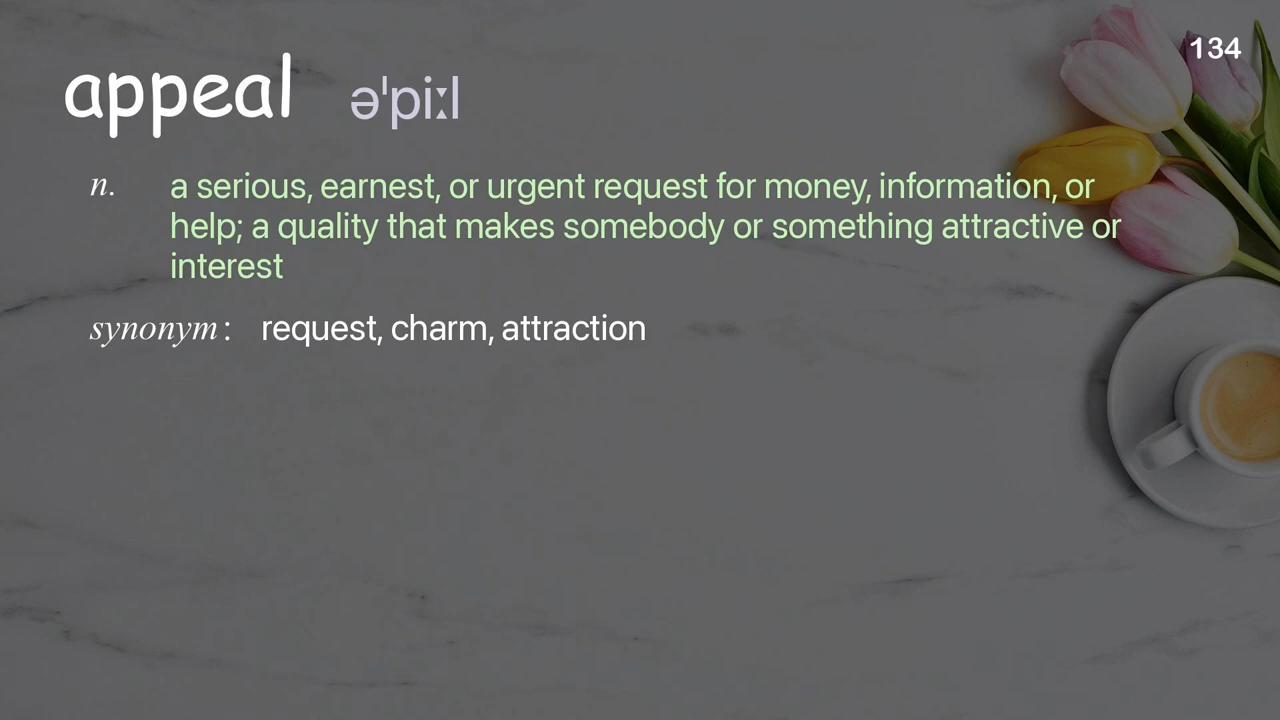 134
appeal ə'pi:l
n. a serious, earnest, or urgent request for money, information, or
help; a quality that makes somebody or something attractive or
interest
synonym: request, charm, attraction